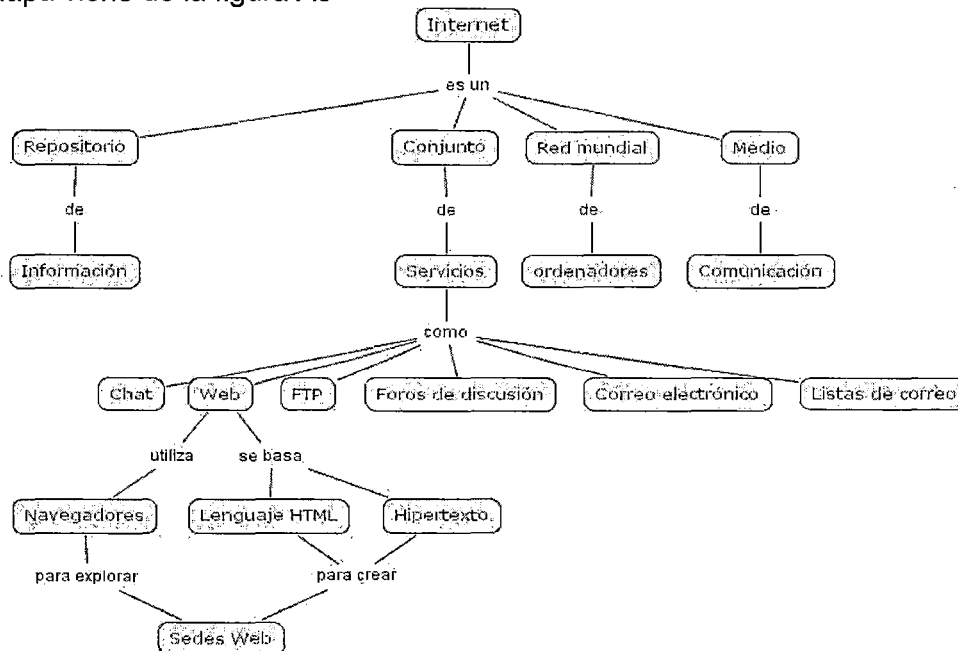 Internet
es un
Repositorio Conjunto Red mundial Medio
de de de de
Información Servicios ordenadores Comunicación
como
Chat Web FTP Foros de discusión Correo electrónico Listas de correo
utiliza se basa
Navegadores Lenguaje HTML Hipertexto
para explorar para crear
Sedes Web